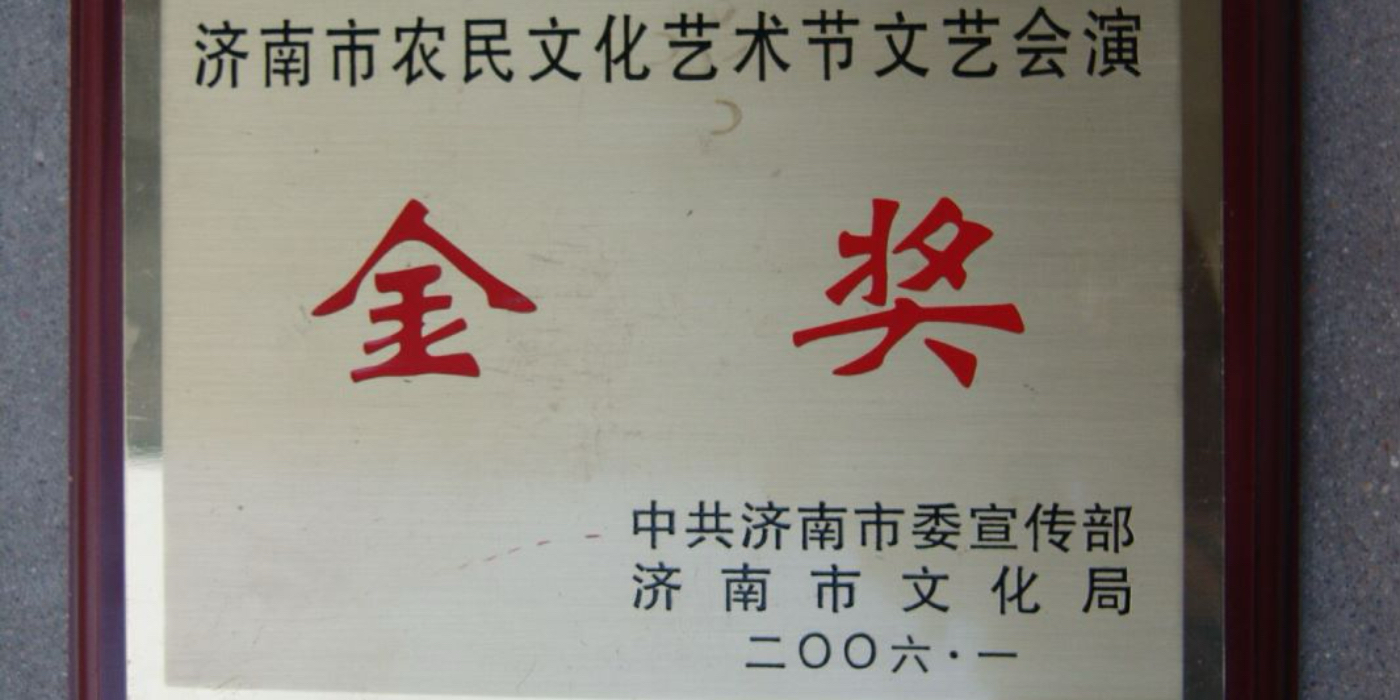 济南市农民文化艺术节文艺会演
金奖
中共济南市委宣传部
济南市文化局
二〇〇六·一